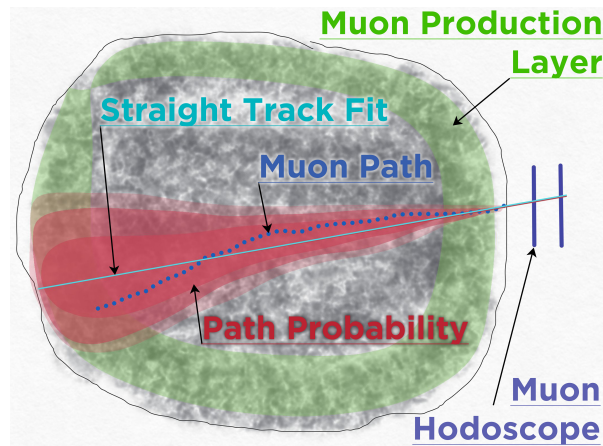 Muon Production
Layer
Straight Track Fit
Muon Path
Path Probability
Muon
Hodoscope